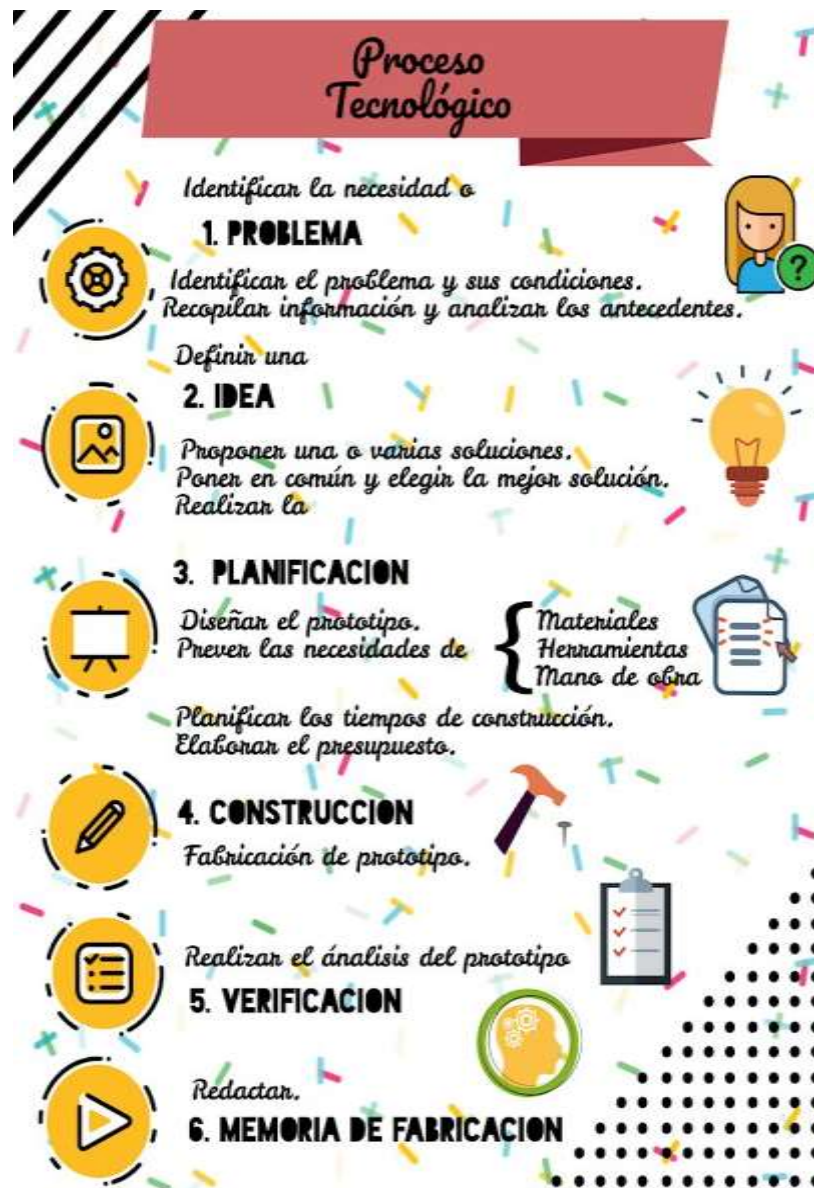 Proceso
Tecnológico
Identificar la necesidad o
1. PROBLEMA
Identificar el problema y sus condiciones.
Recopilar información y analizar los antecedentes.
Definir una
2. IDEA
Proponer una o varias soluciones.
Poner en común y elegir la mejor solución.
Realizar la
3. PLANIFICACION
Diseñar el prototipo.
Prever las necesidades de { Materiales
Herramientas
Mano de obra
Planificar los tiempos de construcción.
Elaborar el presupuesto.
4. CONSTRUCCION
Fabricación de prototipo.
Realizar el ánalisis del prototipo
5. VERIFICACION
Redactar.
6. MEMORIA DE FABRICACION
?